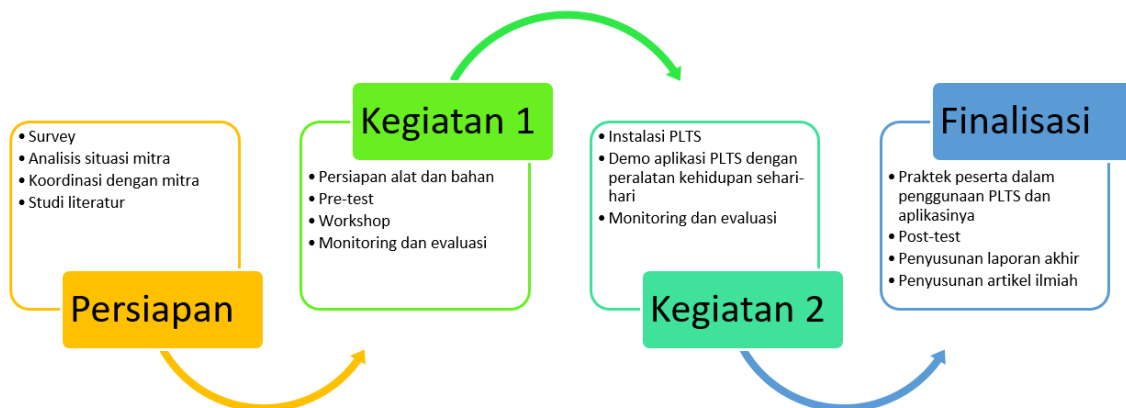 • Survey
• Analisis situasi mitra
• Koordinasi dengan mitra
• Studi literatur
Persiapan
Kegiatan 1
• Persiapan alat dan bahan
• Pre-test
• Workshop
• Monitoring dan evaluasi
• Instalasi PLTS
• Demo aplikasi PLTS dengan
peralatan kehidupan sehari-
hari
• Monitoring dan evaluasi
Kegiatan 2
Finalisasi
• Praktek peserta dalam
penggunaan PLTS dan
aplikasinya
• Post-test
• Penyusunan laporan akhir
• Penyusunan artikel ilmiah